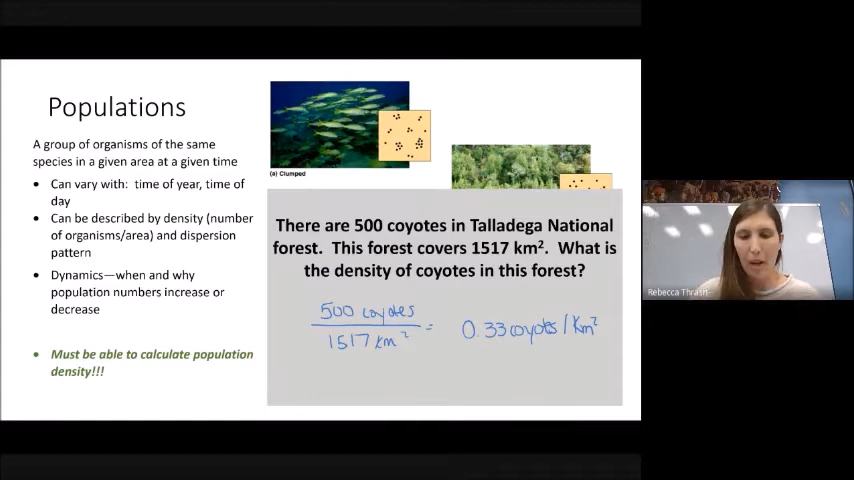 Populations
A group of organisms of the same
species in a given area at a given time
• Can vary with: time of year, time of
day
• Can be described by density (number
of organisms/area) and dispersion
pattern
• Dynamics—when and why
population numbers increase or
decrease
• Must be able to calculate population
density!!!
(a) Clumped
There are 500 coyotes in Talladega National
forest. This forest covers 1517 km². What is
the density of coyotes in this forest?
500 coyotes
1517 km² = 0.33 coyotes/Km²
Rebecca Thrash